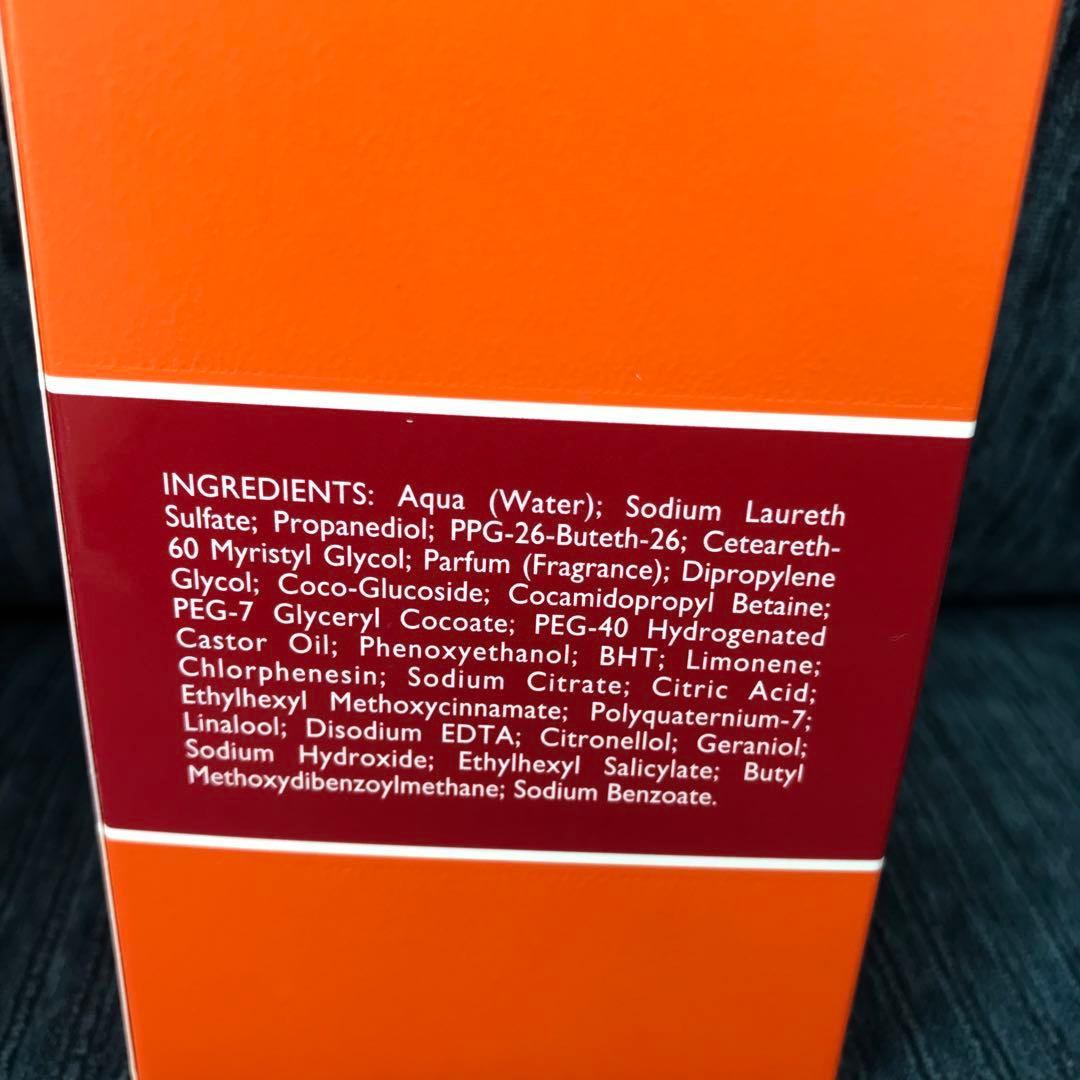 INGREDIENTS: Aqua (Water); Sodium Laureth
Sulfate; Propanediol; PPG-26-Buteth-26; Ceteareth-
60 Myristyl Glycol; Parfum (Fragrance); Dipropylene
Glycol; Coco-Glucoside; Cocamidopropyl Betaine;
PEG-7 Glyceryl Cocoate; PEG-40 Hydrogenated
Castor Oil; Phenoxyethanol; BHT; Limonene;
Chlorphenesin; Sodium Citrate; Citric Acid;
Ethylhexyl Methoxycinnamate; Polyquaternium-7;
Linalool; Disodium EDTA; Citronellol; Geraniol;
Sodium Hydroxide; Ethylhexyl Salicylate; Butyl
Methoxydibenzoylmethane; Sodium Benzoate.